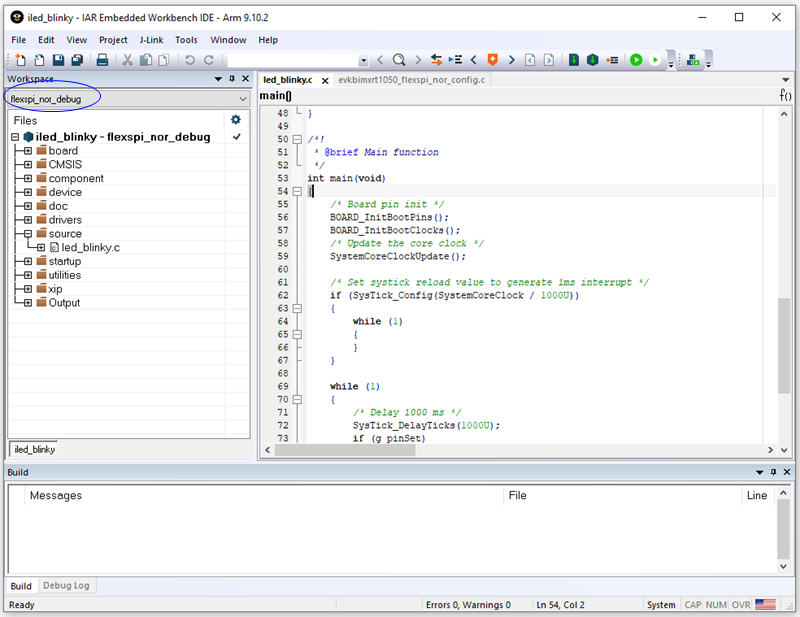 iled_blinky - IAR Embedded Workbench IDE - Arm 9.10.2
File Edit View Project J-Link Tools Window Help
Workspace
flexspi_nor_debug
Files
iled_blinky - flexspi_nor_debug
board
CMSIS
component
device
doc
drivers
source
led_blinky.c
startup
utilities
xip
Output
iled_blinky
led_blinky.c evkbimxrt1050_flexspi_nor_config.c
main() f()
48 }
49
50 /*!
51 * @brief Main function
52 */
53 int main(void)
54 {
55 /* Board pin init */
56 BOARD_InitBootPins();
57 BOARD_InitBootClocks();
58 /* Update the core clock */
59 SystemCoreClockUpdate();
60
61 /* Set systick reload value to generate 1ms interrupt */
62 if (SysTick_Config(SystemCoreClock / 1000U))
63 {
64 while (1)
65 {
66 }
67 }
68
69 while (1)
70 {
71 /* Delay 1000 ms */
72 SysTick_DelayTicks(1000U);
73 if (g_pinSet)
Build
Messages File Line
Build Debug Log
Ready Errors 0, Warnings 0 Ln 54, Col 2 System CAP NUM OVR